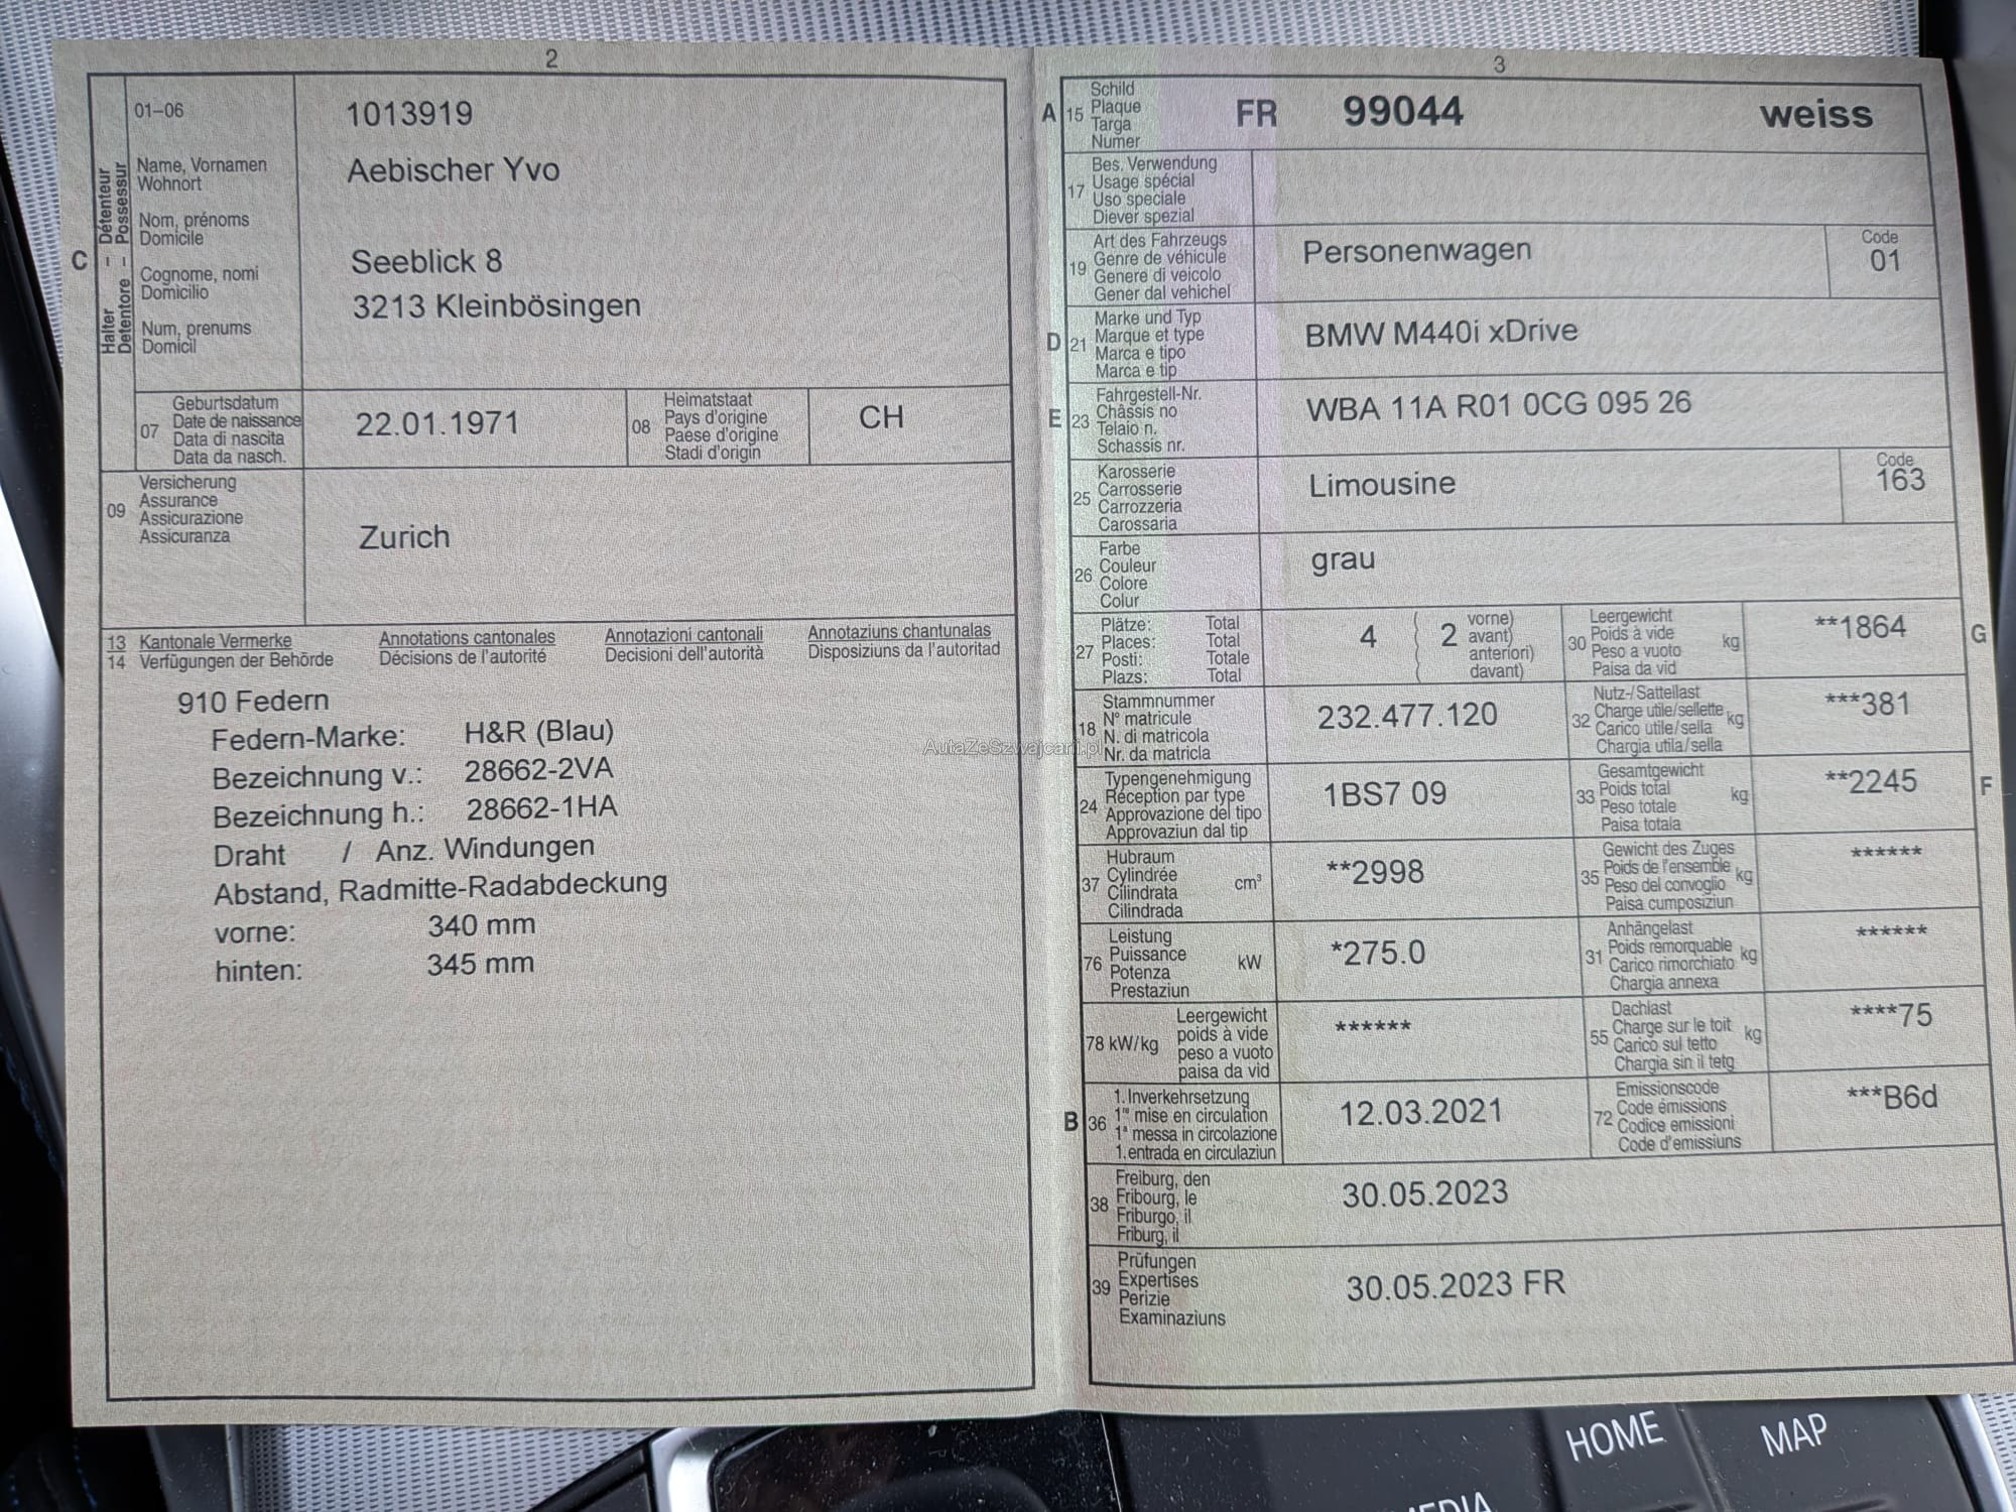 2
C
Halter – Détenteur
Detentore – Possessur
01–06
1013919
Name, Vornamen
Wohnort
Aebischer Yvo
Nom, prénoms
Domicile
Seeblick 8
Cognome, nomi
Domicilio
3213 Kleinbösingen
Num, prenums
Domicil
07
Geburtsdatum
Date de naissance
Data di nascita
Data da nasch.
22.01.1971
08
Heimatstaat
Pays d'origine
Paese d'origine
Stadi d'origin
CH
09
Versicherung
Assurance
Assicurazione
Assicuranza
Zurich
13 Kantonale Vermerke Annotations cantonales Annotazioni cantonali Annotaziuns chantunalas
14 Verfügungen der Behörde Décisions de l'autorité Decisioni dell'autorità Disposiziuns da l'autoritad
910 Federn
Federn-Marke: H&R (Blau)
Bezeichnung v.: 28662-2VA
Bezeichnung h.: 28662-1HA
Draht / Anz. Windungen
Abstand, Radmitte-Radabdeckung
vorne: 340 mm
hinten: 345 mm
AutaZeSzwajcarii.pl
3
A 15
Schild
Plaque
Targa
Numer
FR 99044 weiss
17
Bes. Verwendung
Usage spécial
Uso speciale
Diever spezial
19
Art des Fahrzeugs
Genre de véhicule
Genere di veicolo
Gener dal vehichel
Personenwagen
Code
01
D 21
Marke und Typ
Marque et type
Marca e tipo
Marca e tip
BMW M440i xDrive
E 23
Fahrgestell-Nr.
Châssis no
Telaio n.
Schassis nr.
WBA 11A R01 0CG 095 26
25
Karosserie
Carrosserie
Carrozzeria
Carossaria
Limousine
Code
163
26
Farbe
Couleur
Colore
Colur
grau
27
Plätze: Total
Places: Total
Posti: Totale
Plazs: Total
4 ( 2
vorne)
avant)
anteriori)
davant)
30
Leergewicht
Poids à vide
Peso a vuoto
Paisa da vid
kg
**1864
G
18
Stammnummer
N° matricule
N. di matricola
Nr. da matricla
232.477.120
32
Nutz-/Sattellast
Charge utile/sellette
Carico utile/sella
Chargia utila/sella
kg
***381
24
Typengenehmigung
Réception par type
Approvazione del tipo
Approvaziun dal tip
1BS7 09
33
Gesamtgewicht
Poids total
Peso totale
Paisa totala
kg
**2245
F
37
Hubraum
Cylindrée
Cilindrata
Cilindrada
cm³
**2998
35
Gewicht des Zuges
Poids de l'ensemble
Peso del convoglio
Paisa cumposiziun
kg
******
76
Leistung
Puissance
Potenza
Prestaziun
kW
*275.0
31
Anhängelast
Poids remorquable
Carico rimorchiato
Chargia annexa
kg
******
78 kW/kg
Leergewicht
poids à vide
peso a vuoto
paisa da vid
******
55
Dachlast
Charge sur le toit
Carico sul tetto
Chargia sin il tetg
kg
****75
B 36
1.Inverkehrsetzung
1re mise en circulation
1a messa in circolazione
1.entrada en circulaziun
12.03.2021
72
Emissionscode
Code émissions
Codice emissioni
Code d'emissiuns
***B6d
38
Freiburg, den
Fribourg, le
Friburgo, il
Friburg, il
30.05.2023
39
Prüfungen
Expertises
Perizie
Examinaziuns
30.05.2023 FR
HOME
MAP
MEDIA